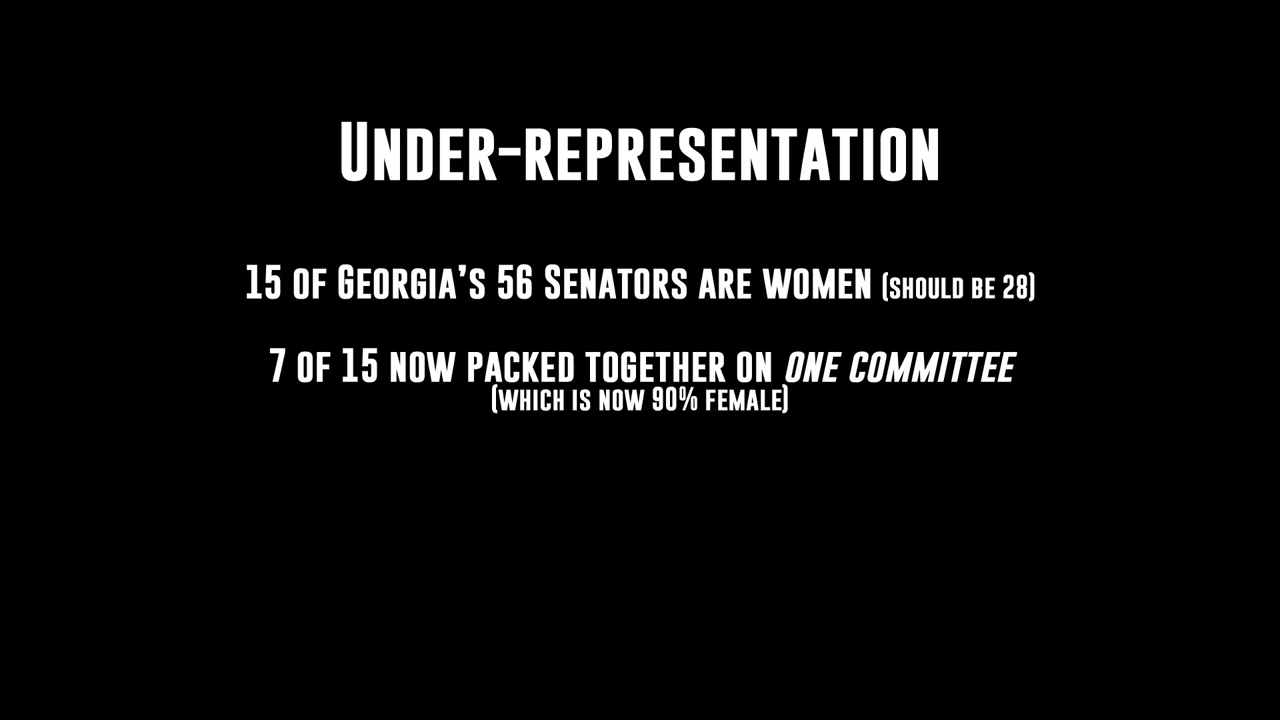 Under-representation
15 of Georgia's 56 Senators are women (should be 28)
7 of 15 now packed together on one committee
(which is now 90% female)